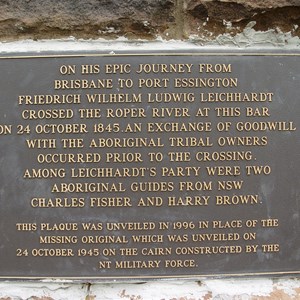 ON HIS EPIC JOURNEY FROM
BRISBANE TO PORT ESSINGTON
FRIEDRICH WILHELM LUDWIG LEICHHARDT
CROSSED THE ROPER RIVER AT THIS BAR
ON 24 OCTOBER 1845. AN EXCHANGE OF GOODWILL
WITH THE ABORIGINAL TRIBAL OWNERS
OCCURRED PRIOR TO THE CROSSING.
AMONG LEICHHARDT'S PARTY WERE TWO
ABORIGINAL GUIDES FROM NSW
CHARLES FISHER AND HARRY BROWN.
THIS PLAQUE WAS UNVEILED IN 1996 IN PLACE OF THE
MISSING ORIGINAL WHICH WAS UNVEILED ON
24 OCTOBER 1945 ON THE CAIRN CONSTRUCTED BY THE
NT MILITARY FORCE.